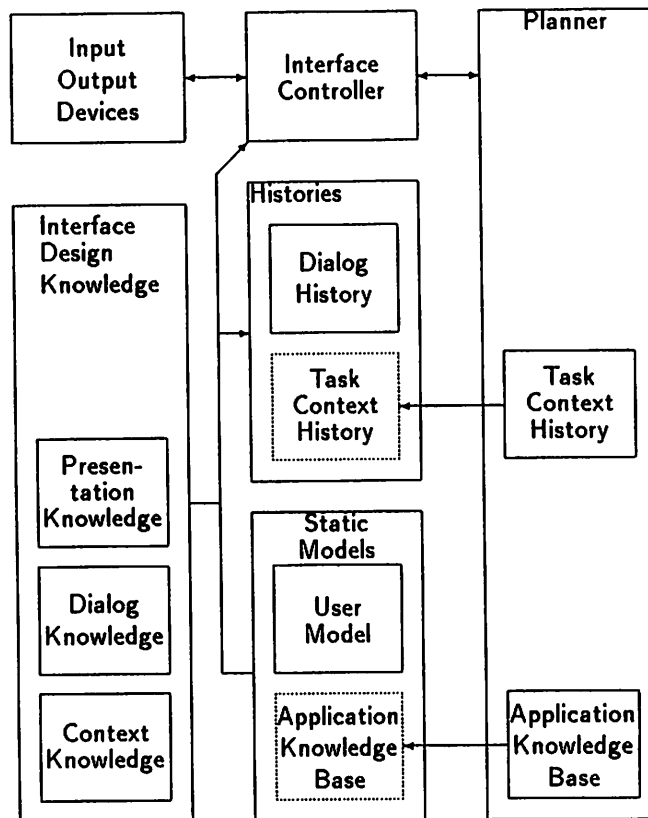 Input
Output
Devices
Interface
Controller
Planner
Interface
Design
Knowledge
Presen-
tation
Knowledge
Dialog
Knowledge
Context
Knowledge
Histories
Dialog
History
Task
Context
History
Static
Models
User
Model
Application
Knowledge
Base
Task
Context
History
Application
Knowledge
Base